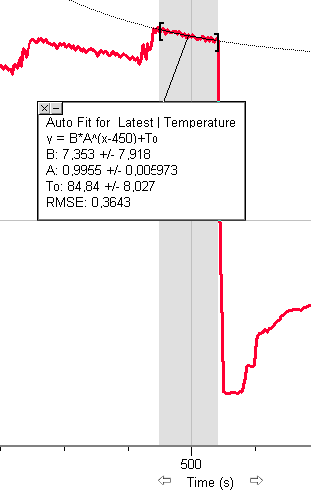 Auto Fit for Latest | Temperature
y = B*A^(x-450)+To
B: 7,353 +/- 7,918
A: 0,9955 +/- 0,005973
To: 84,84 +/- 8,027
RMSE: 0,3643
500
Time (s)